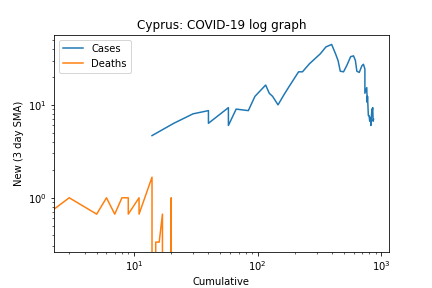 Cyprus: COVID-19 log graph
Cases
Deaths
New (3 day SMA)
10¹
10⁰
10¹
10²
10³
Cumulative